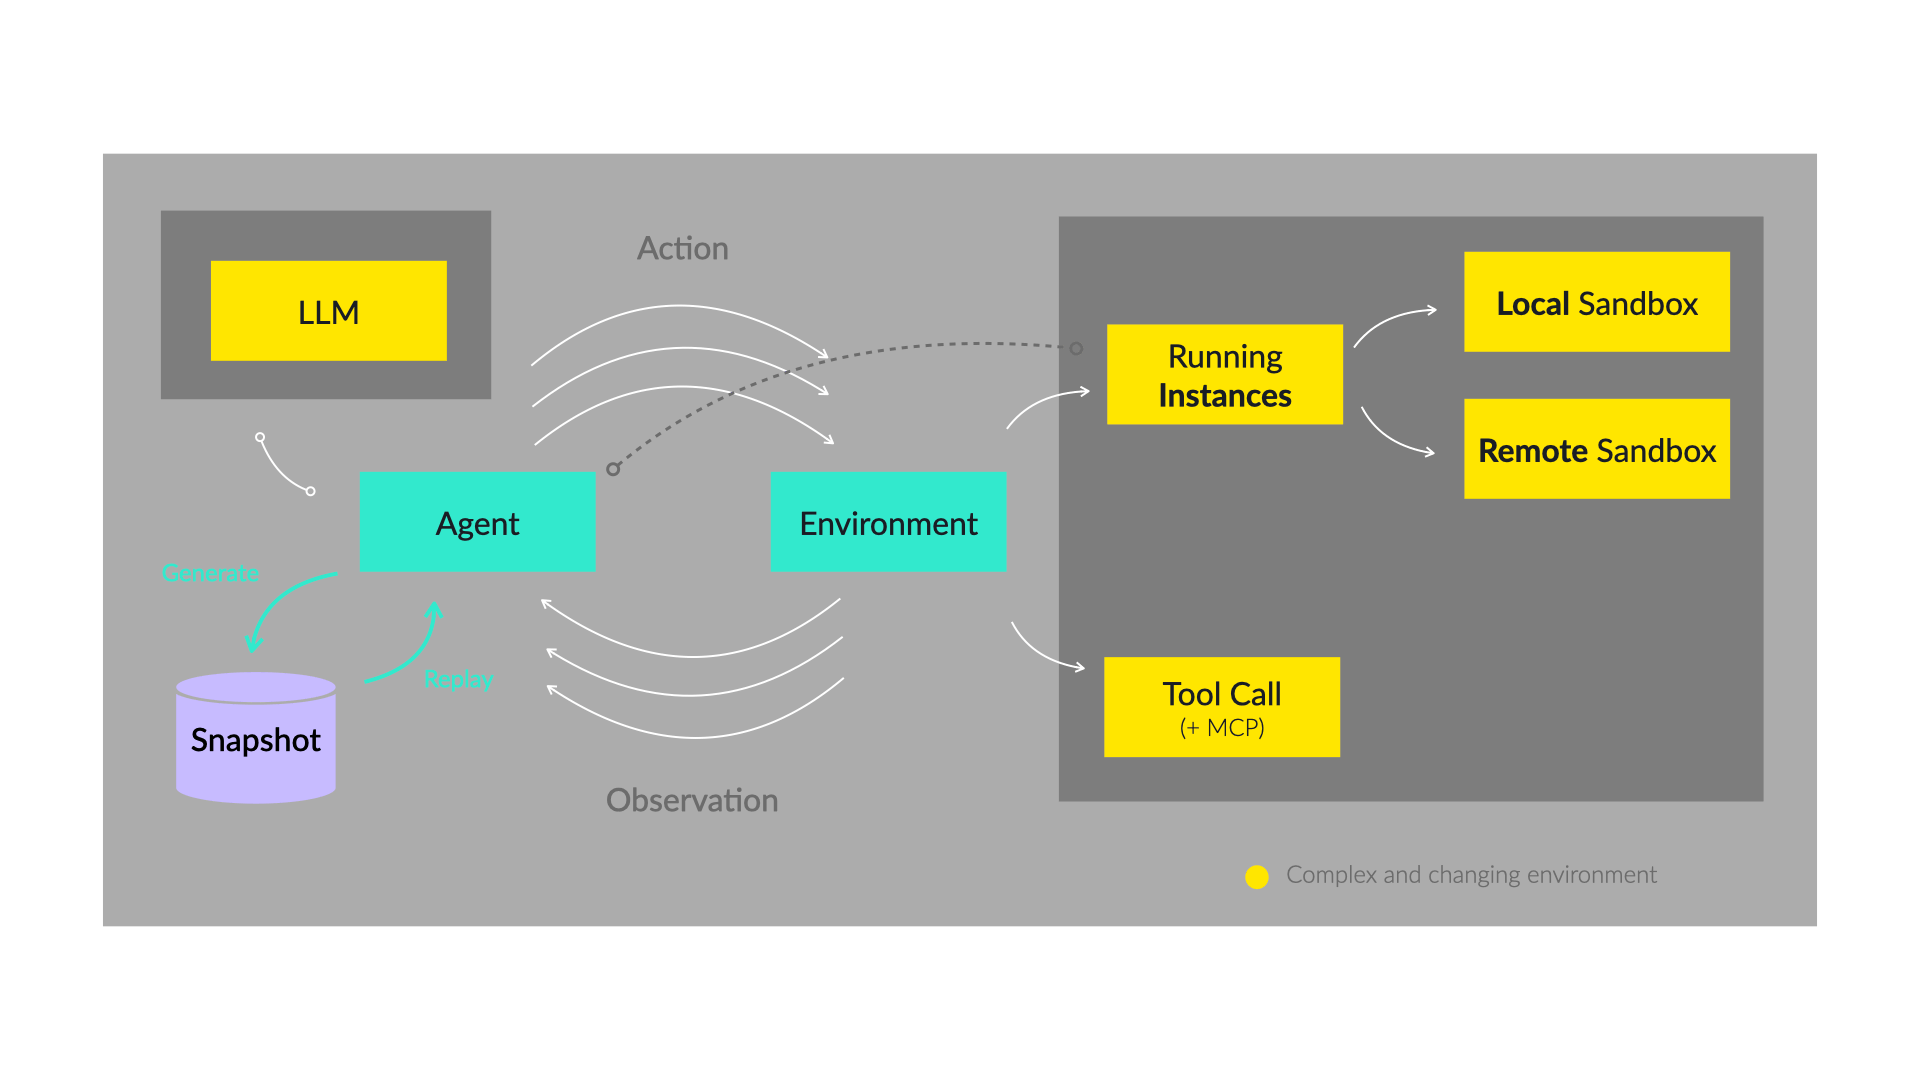 LLM
Action
Local Sandbox
Running
Instances
Remote Sandbox
Agent
Environment
Generate
Replay
Snapshot
Tool Call
(+ MCP)
Observation
Complex and changing environment